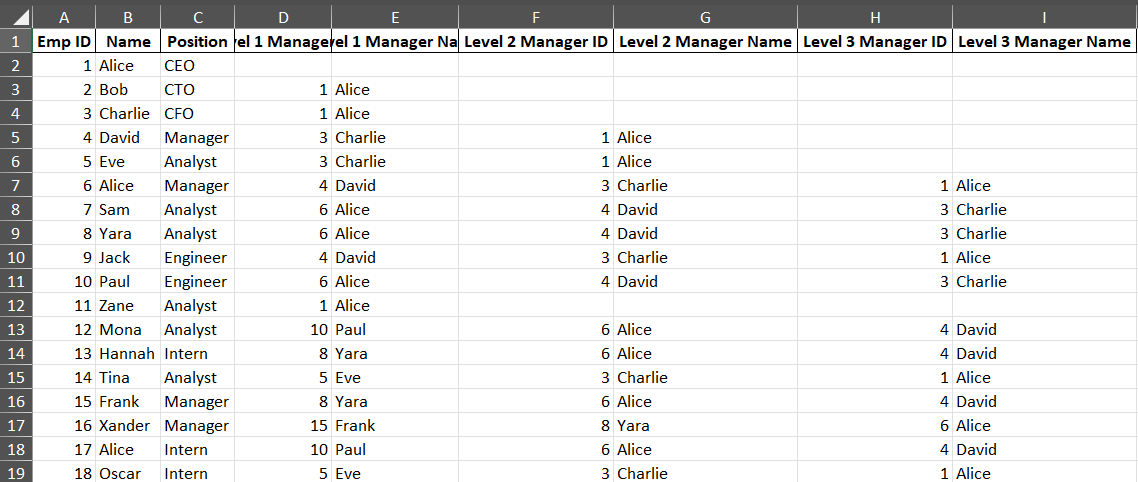 A B C D E F G H I
1 Emp ID Name Position el 1 Manage el 1 Manager Na Level 2 Manager ID Level 2 Manager Name Level 3 Manager ID Level 3 Manager Name
2 1 Alice CEO
3 2 Bob CTO 1 Alice
4 3 Charlie CFO 1 Alice
5 4 David Manager 3 Charlie 1 Alice
6 5 Eve Analyst 3 Charlie 1 Alice
7 6 Alice Manager 4 David 3 Charlie 1 Alice
8 7 Sam Analyst 6 Alice 4 David 3 Charlie
9 8 Yara Analyst 6 Alice 4 David 3 Charlie
10 9 Jack Engineer 4 David 3 Charlie 1 Alice
11 10 Paul Engineer 6 Alice 4 David 3 Charlie
12 11 Zane Analyst 1 Alice
13 12 Mona Analyst 10 Paul 6 Alice 4 David
14 13 Hannah Intern 8 Yara 6 Alice 4 David
15 14 Tina Analyst 5 Eve 3 Charlie 1 Alice
16 15 Frank Manager 8 Yara 6 Alice 4 David
17 16 Xander Manager 15 Frank 8 Yara 6 Alice
18 17 Alice Intern 10 Paul 6 Alice 4 David
19 18 Oscar Intern 5 Eve 3 Charlie 1 Alice